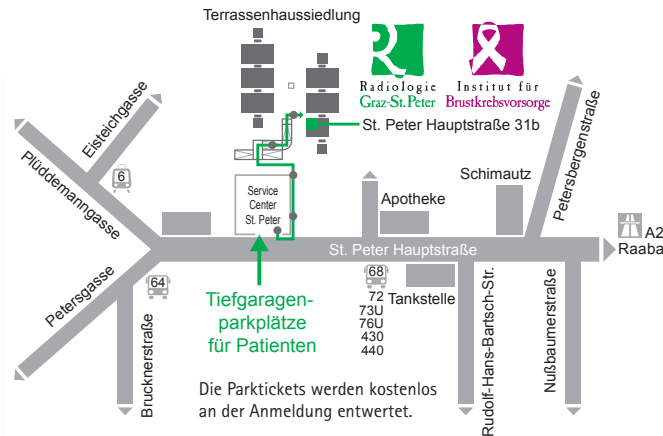 Terrassenhaussiedlung
R
Radiologie
Graz-St. Peter
Institut für
Brustkrebsvorsorge
St. Peter Hauptstraße 31b
Eisteichgasse
Plüddemanngasse
6
Service
Center
St. Peter
Apotheke
Schimautz
Petersbergenstraße
A2
Raaba
St. Peter Hauptstraße
Petersgasse
64
Brucknerstraße
Tiefgaragen-
parkplätze
für Patienten
68
72
73U
76U
430
440
Tankstelle
Rudolf-Hans-Bartsch-Str.
Nußbaumerstraße
Die Parktickets werden kostenlos
an der Anmeldung entwertet.